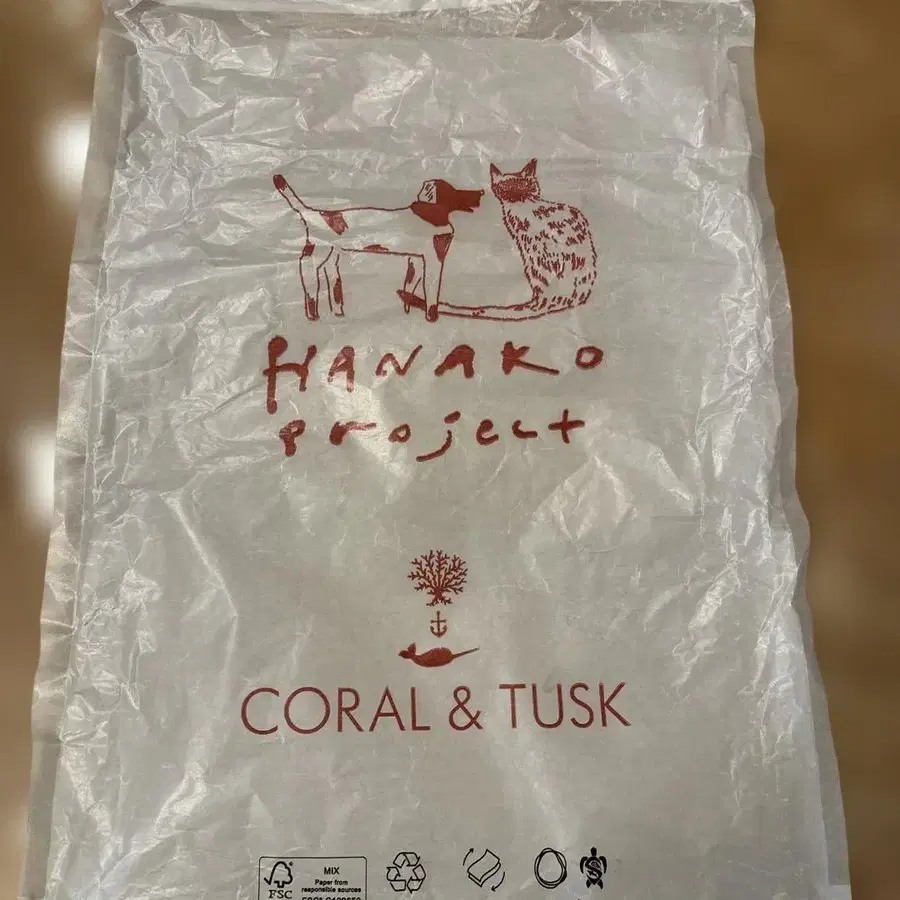 HANAKO
project
CORAL & TUSK
MIX
Paper from
responsible sources
FSC